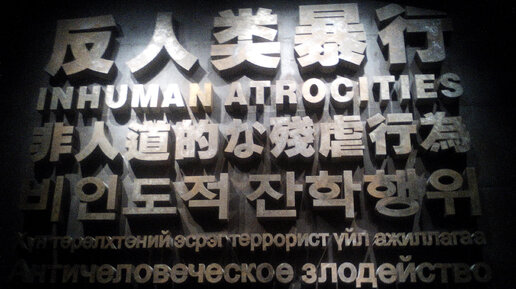 反人类暴行
INHUMAN ATROCITIES
非人道的な残虐行為
비인도적 잔학행위
Хүн төрөлхтөний эсрэг террорист үйл ажиллагаа
Античеловеческое злодейство